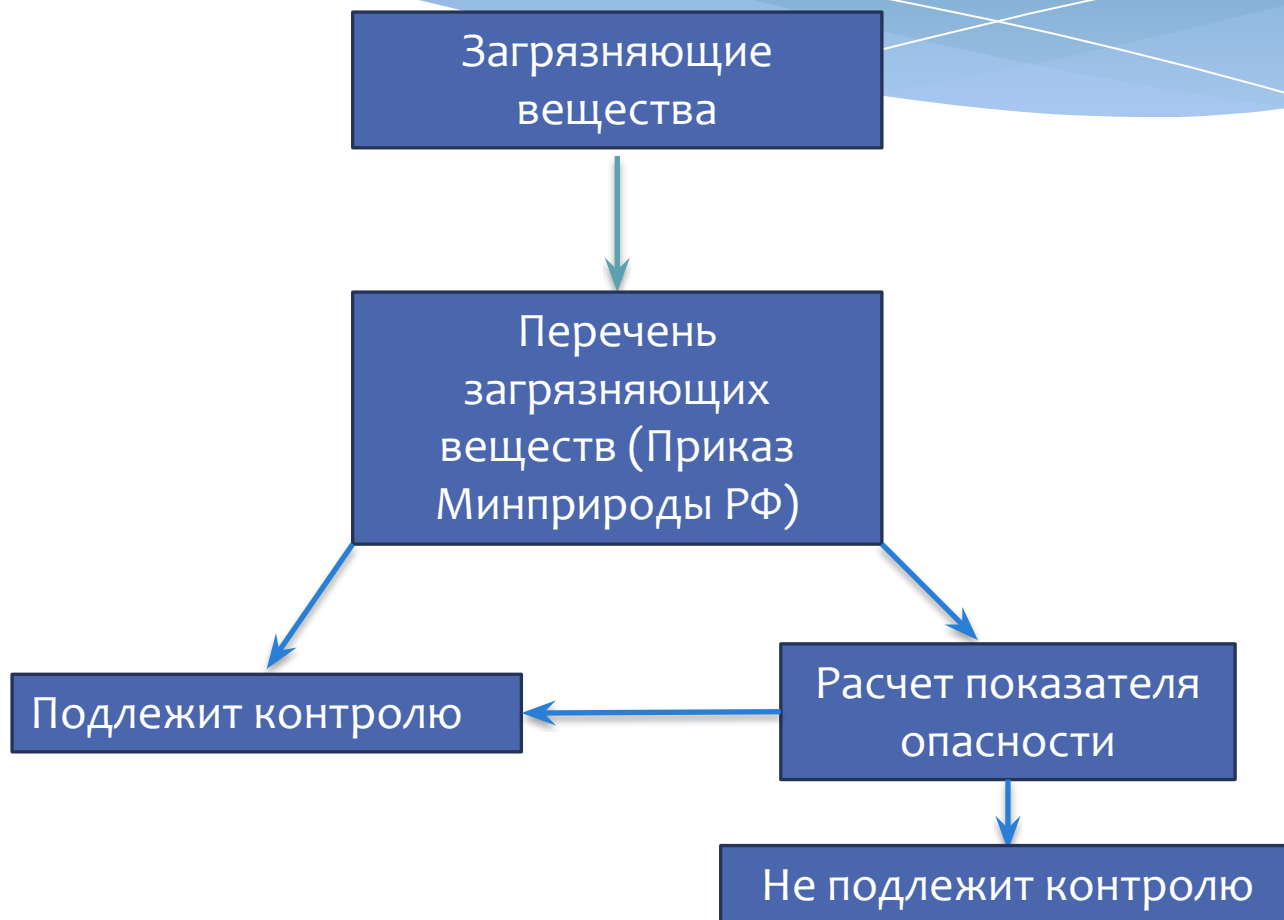 Загрязняющие
вещества
Перечень
загрязняющих
веществ (Приказ
Минприроды РФ)
Подлежит контролю
Расчет показателя
опасности
Не подлежит контролю